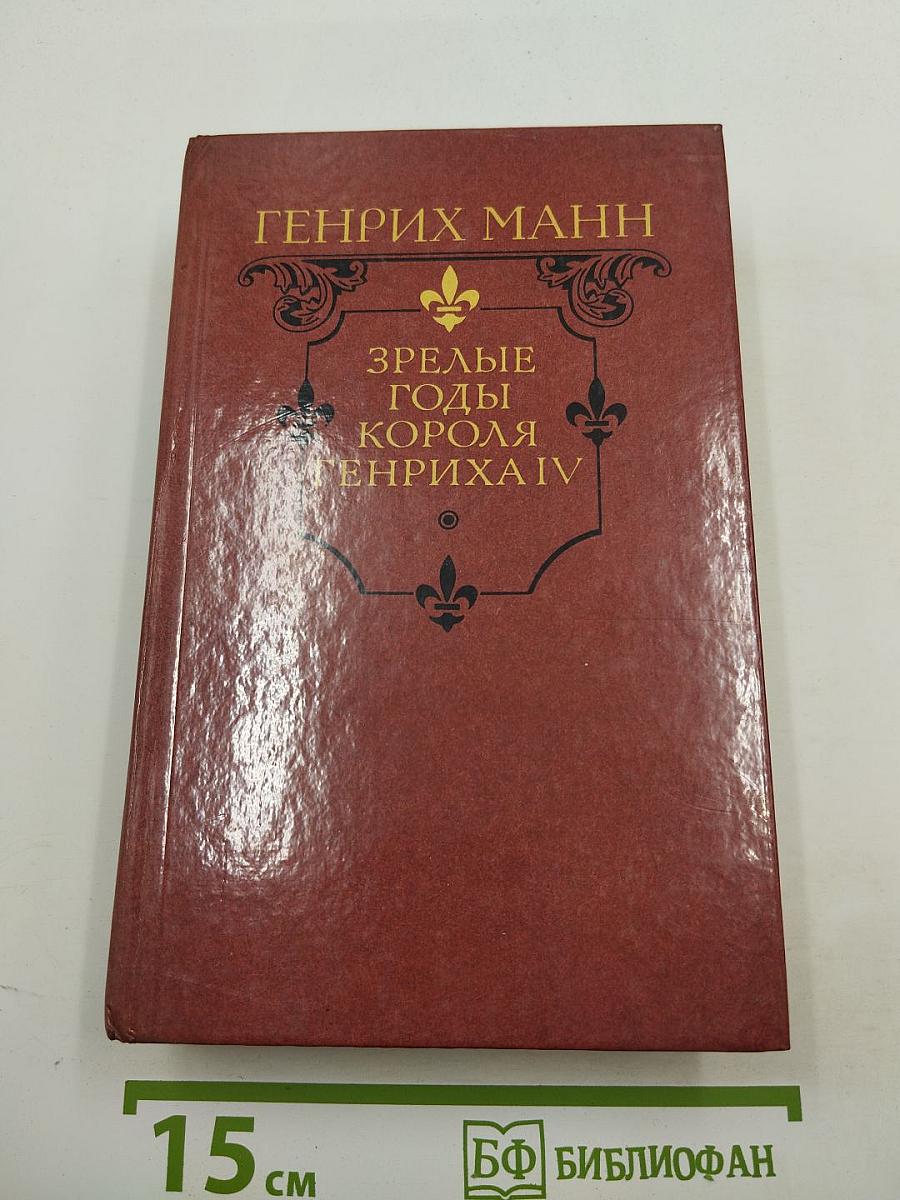 ГЕНРИХ МАНН
ЗРЕЛЫЕ
ГОДЫ
КОРОЛЯ
ГЕНРИХА IV
15 см
БФ БИБЛИОФАН